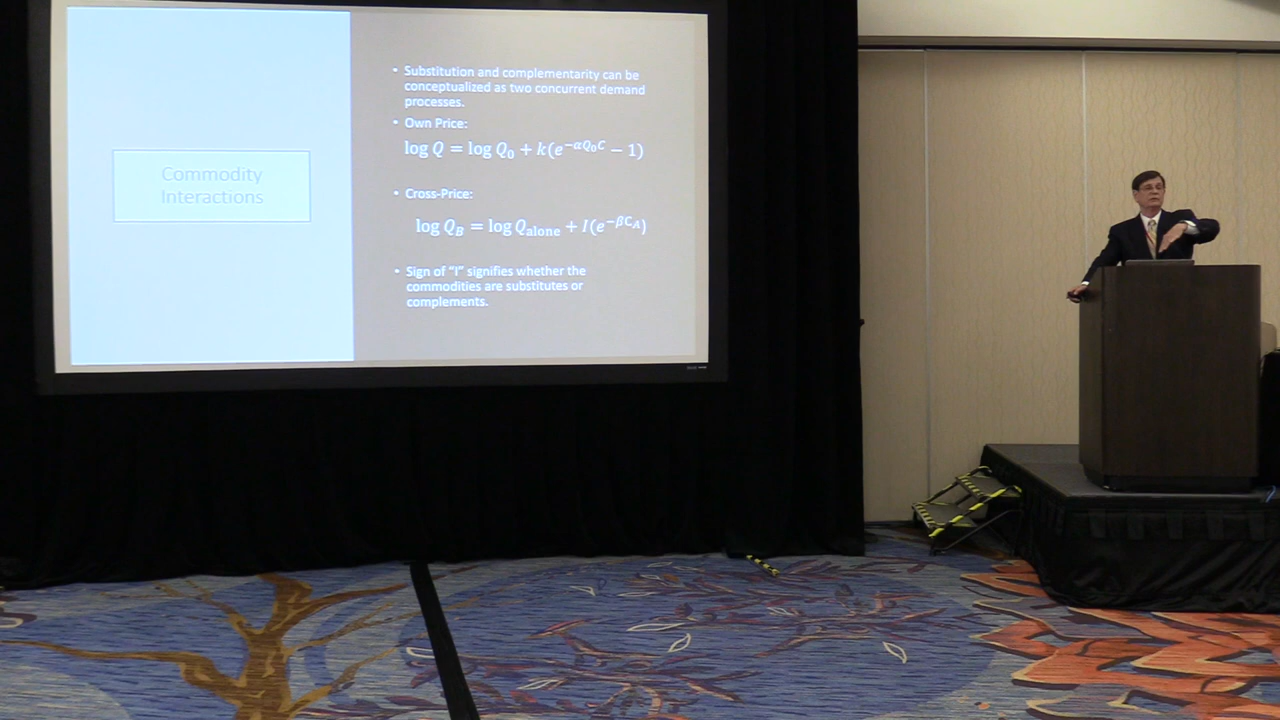 Commodity
Interactions
• Substitution and complementarity can be
conceptualized as two concurrent demand
processes.
• Own Price:
log Q = log Q₀ + k(e^{−αQ₀C} − 1)
• Cross-Price:
log Q_B = log Q_alone + I(e^{−βC_A})
• Sign of “I” signifies whether the
commodities are substitutes or
complements.